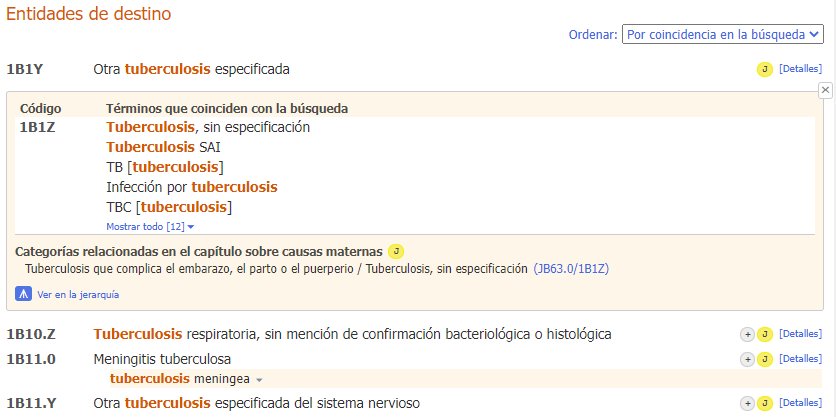 Entidades de destino
Ordenar: Por coincidencia en la búsqueda
1B1Y Otra tuberculosis especificada J [Detalles]
Código Términos que coinciden con la búsqueda
1B1Z Tuberculosis, sin especificación
Tuberculosis SAI
TB [tuberculosis]
Infección por tuberculosis
TBC [tuberculosis]
Mostrar todo [12]
Categorías relacionadas en el capítulo sobre causas maternas J
Tuberculosis que complica el embarazo, el parto o el puerperio / Tuberculosis, sin especificación (JB63.0/1B1Z)
Ver en la jerarquía
1B10.Z Tuberculosis respiratoria, sin mención de confirmación bacteriológica o histológica + J [Detalles]
1B11.0 Meningitis tuberculosa + J [Detalles]
tuberculosis meningea
1B11.Y Otra tuberculosis especificada del sistema nervioso + J [Detalles]